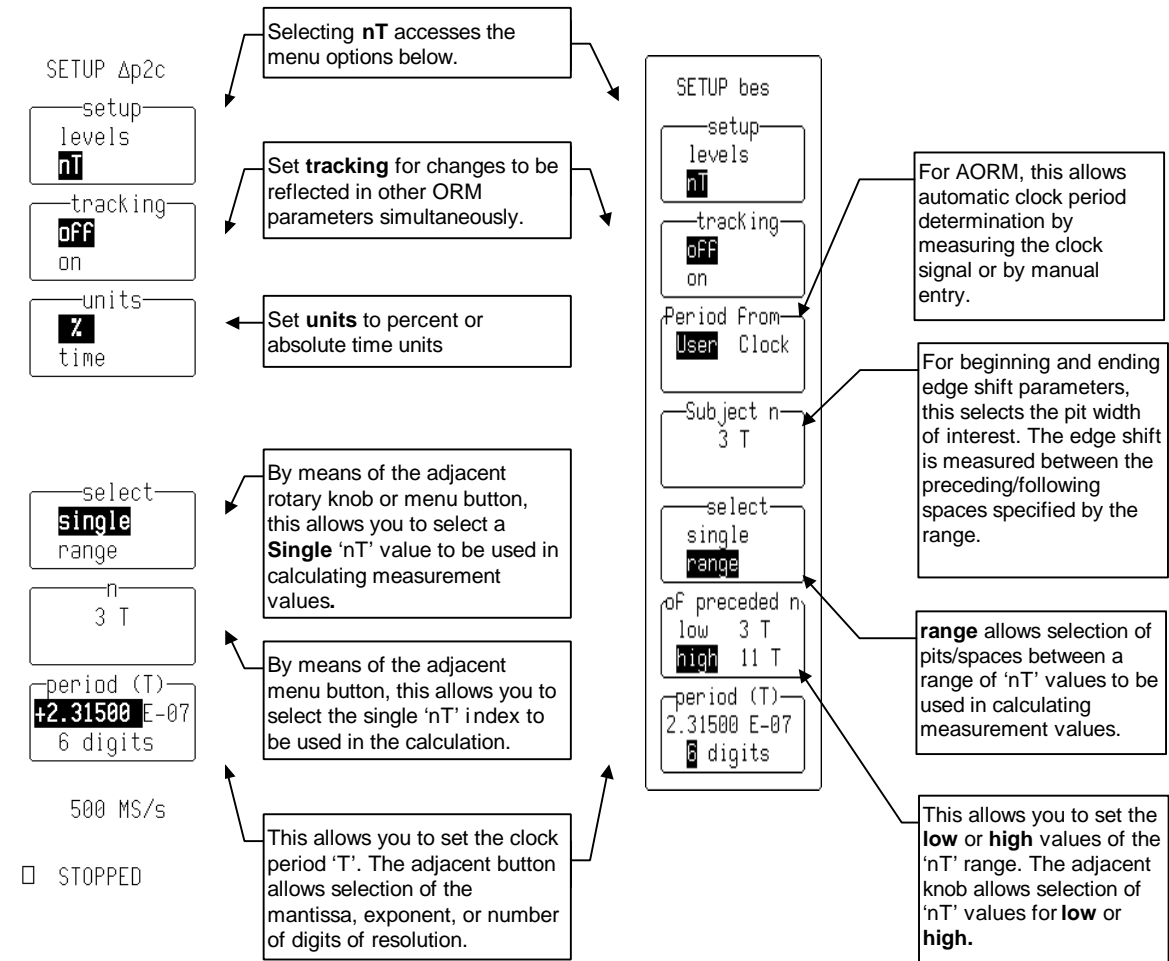 SETUP Δp2c
setup
levels
nT
tracking
off
on
units
%
time
select
single
range
n
3 T
period (T)
+2.31500 E-07
6 digits
500 MS/s
STOPPED
Selecting nT accesses the
menu options below.
Set tracking for changes to be
reflected in other ORM
parameters simultaneously.
Set units to percent or
absolute time units
By means of the adjacent
rotary knob or menu button,
this allows you to select a
Single ‘nT’ value to be used in
calculating measurement
values.
By means of the adjacent
menu button, this allows you to
select the single ‘nT’ index to
be used in the calculation.
This allows you to set the clock
period ‘T’. The adjacent button
allows selection of the
mantissa, exponent, or number
of digits of resolution.
SETUP bes
setup
levels
nT
tracking
off
on
Period From
User Clock
Subject n
3 T
select
single
range
of preceded n
low 3 T
high 11 T
period (T)
2.31500 E-07
6 digits
For AORM, this allows
automatic clock period
determination by
measuring the clock
signal or by manual
entry.
For beginning and ending
edge shift parameters,
this selects the pit width
of interest. The edge shift
is measured between the
preceding/following
spaces specified by the
range.
range allows selection of
pits/spaces between a
range of ‘nT’ values to be
used in calculating
measurement values.
This allows you to set the
low or high values of the
‘nT’ range. The adjacent
knob allows selection of
‘nT’ values for low or
high.